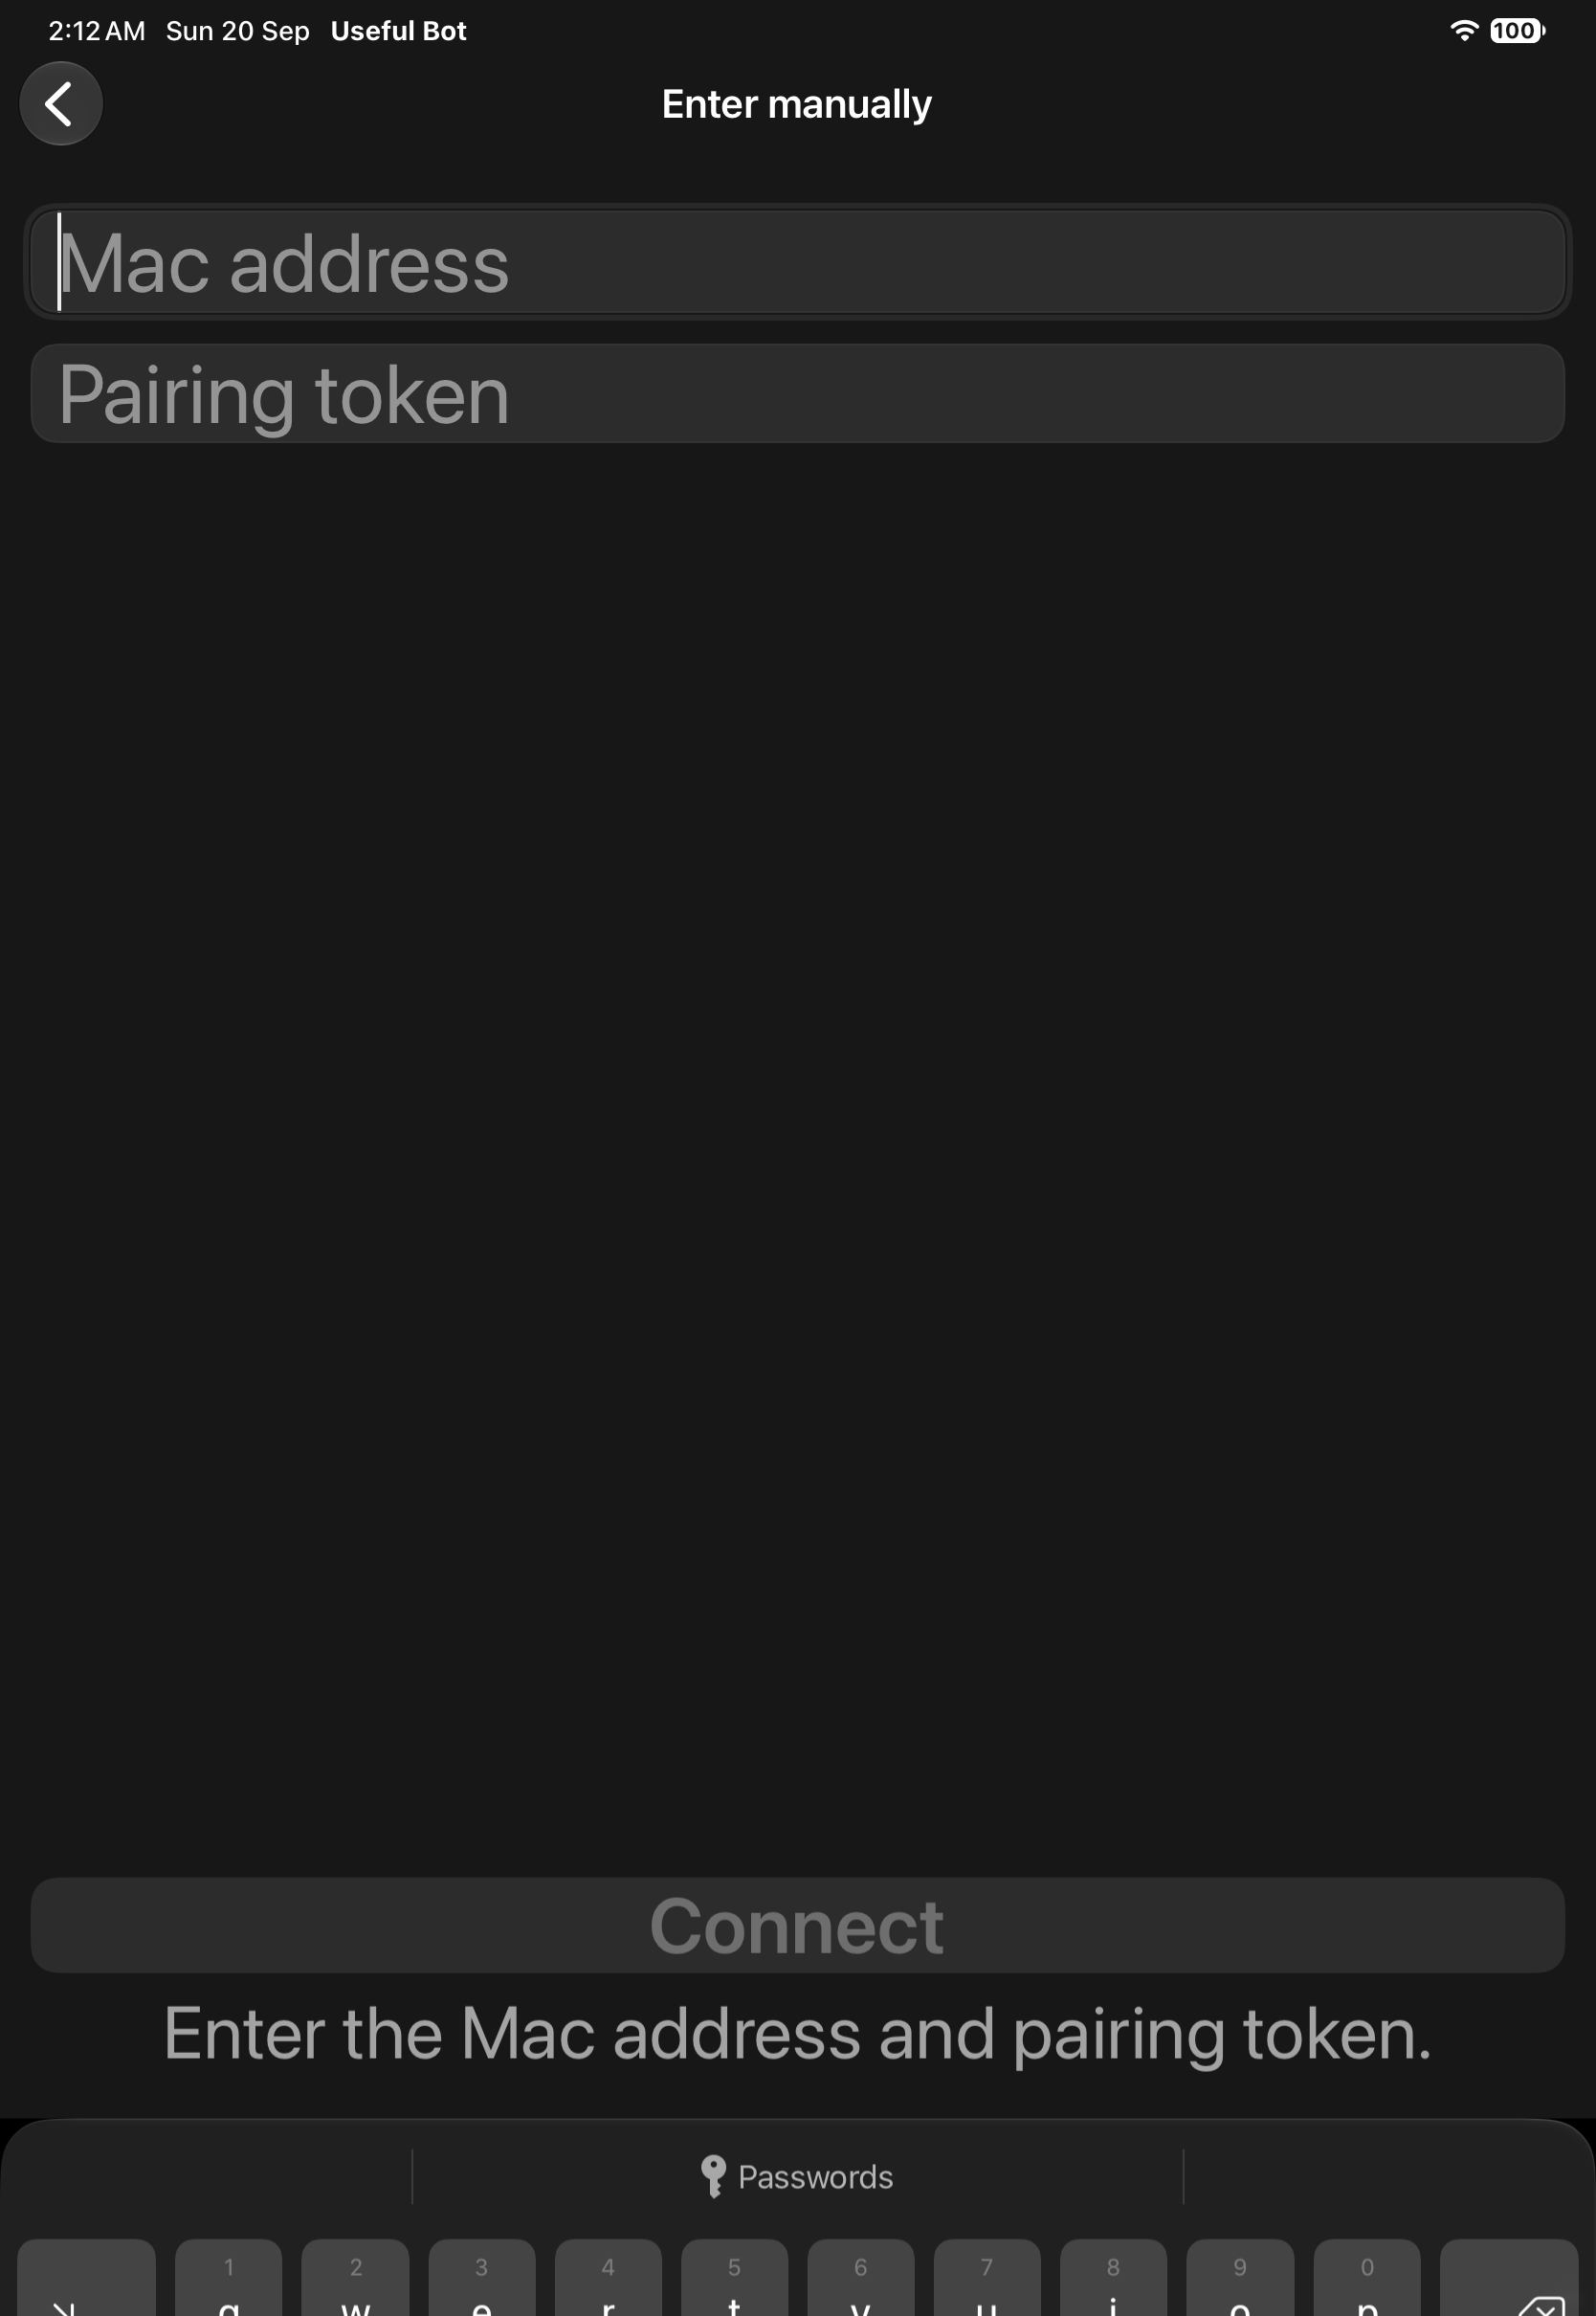 2:12 AM Sun 20 Sep Useful Bot 100
Enter manually
Mac address
Pairing token
Connect
Enter the Mac address and pairing token.
Passwords
1 2 3 4 5 6 7 8 9 0
q w e r t y u i o p